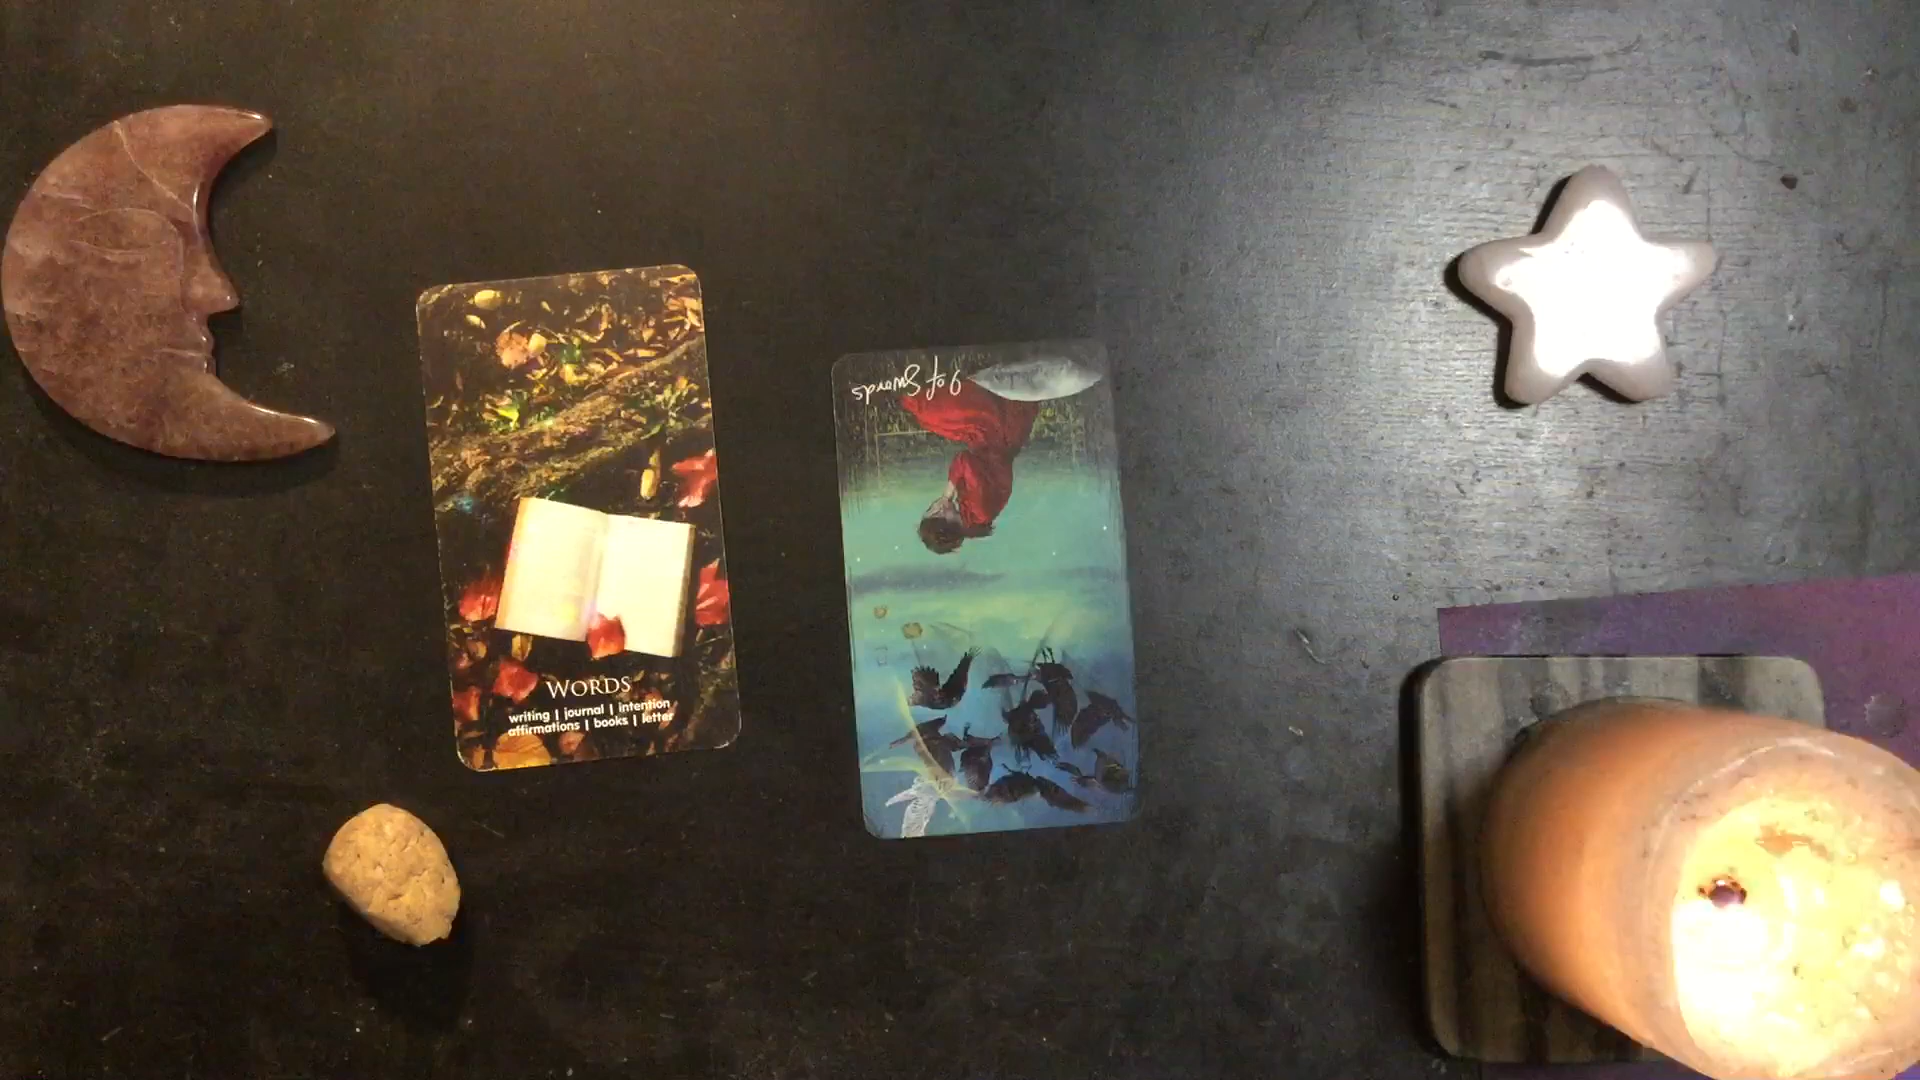 WORDS
writing | journal | intention
affirmations | books | letter
9 of Swords